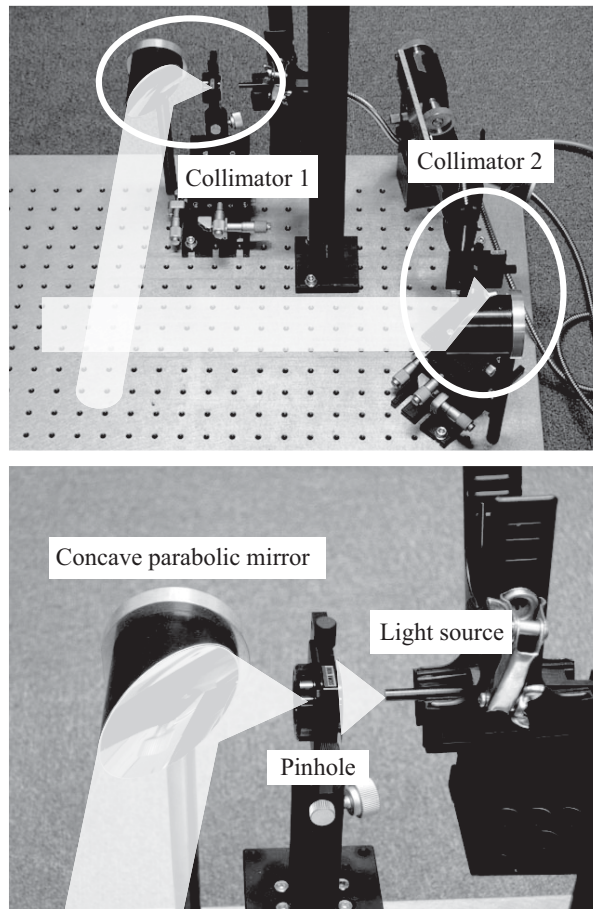 Collimator 1
Collimator 2
Concave parabolic mirror
Light source
Pinhole